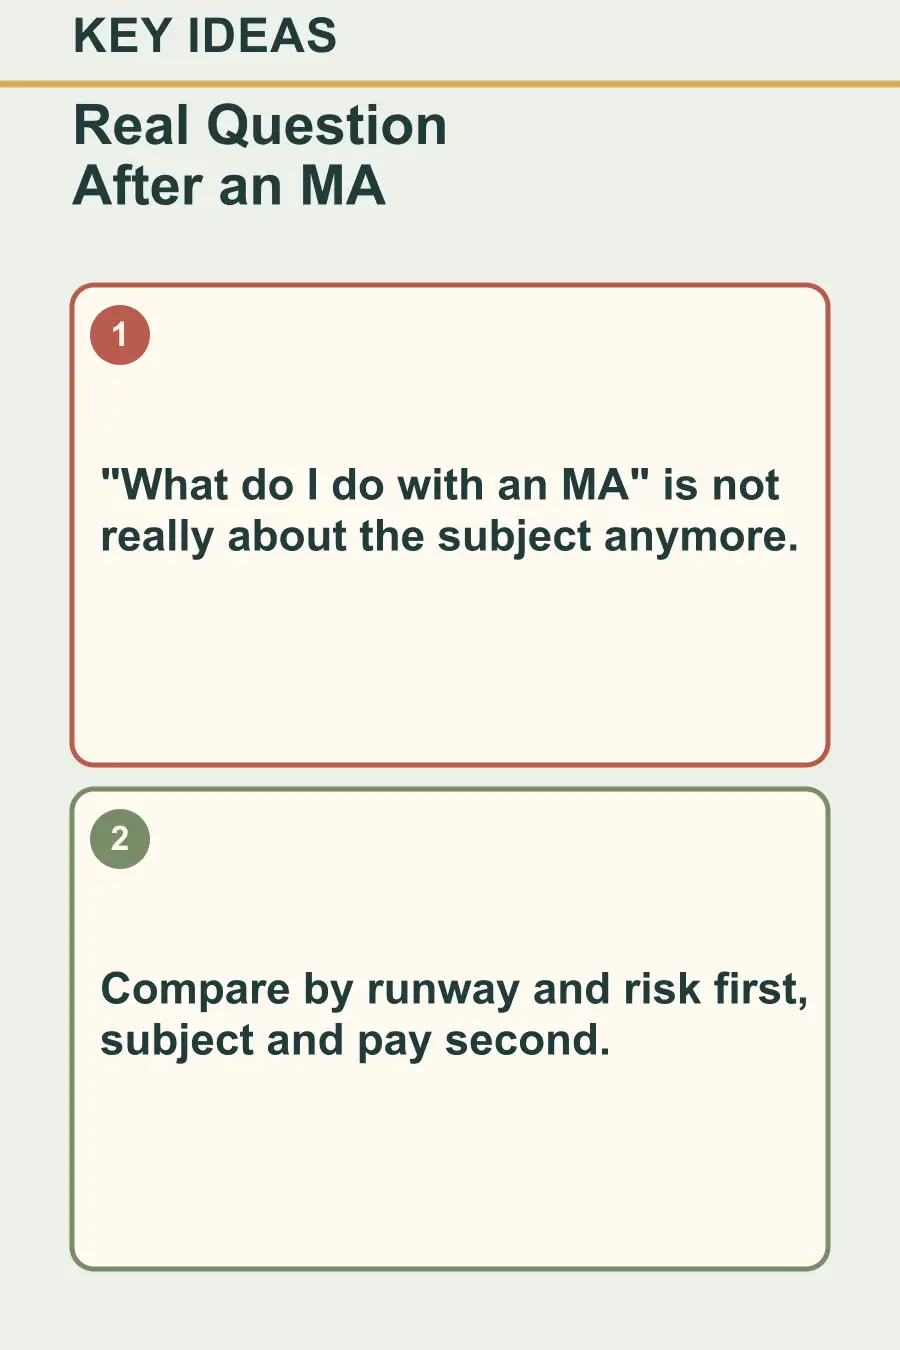 KEY IDEAS
Real Question
After an MA
1
"What do I do with an MA" is not
really about the subject anymore.
2
Compare by runway and risk first,
subject and pay second.